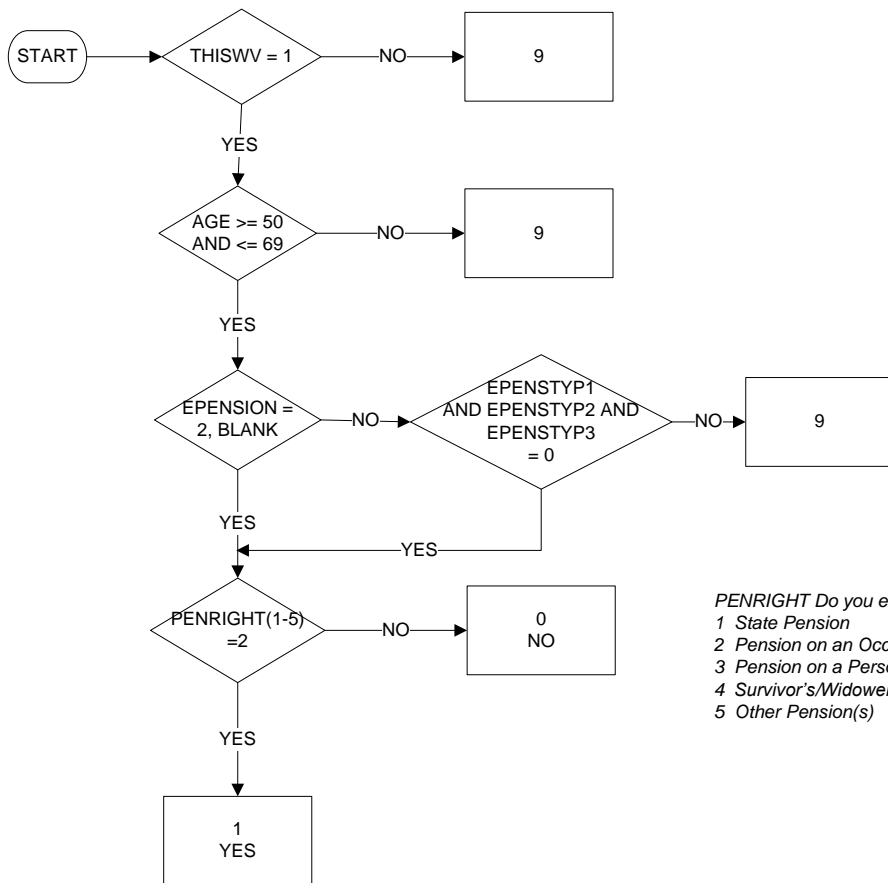 START
THISWV = 1
NO
9
YES
AGE >= 50
AND <= 69
NO
9
YES
EPENSION =
2, BLANK
NO
EPENSTYP1
AND EPENSTYP2 AND
EPENSTYP3
= 0
NO
9
YES
YES
PENRIGHT(1-5)
=2
NO
0
NO
PENRIGHT Do you e
1 State Pension
2 Pension on an Occ
3 Pension on a Perso
4 Survivor's/Widower
5 Other Pension(s)
YES
1
YES